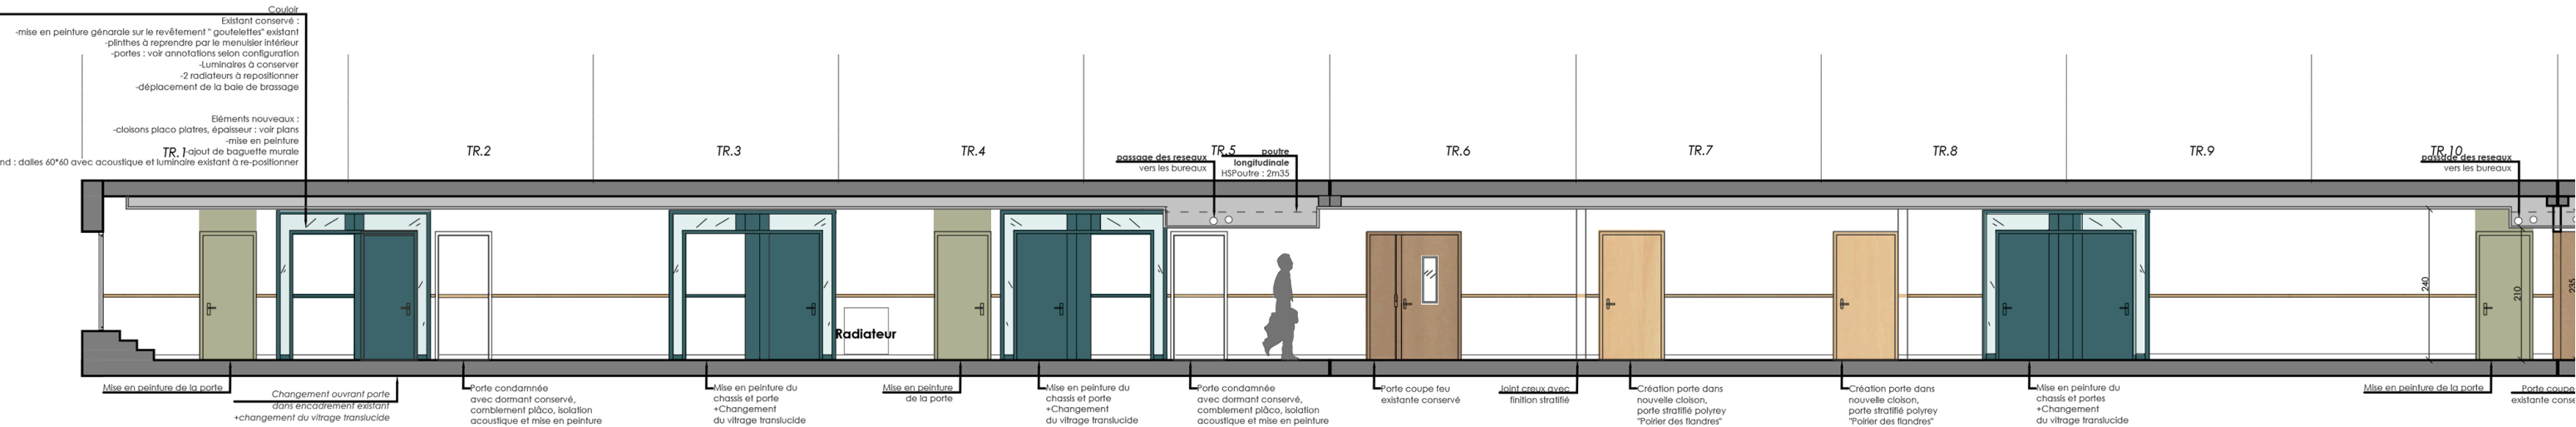 Couloir
Existant conservé :
-mise en peinture génarale sur le revêtement " goutelettes" existant
-plinthes à reprendre par le menuisier intérieur
-portes : voir annotations selon configuration
-Luminaires à conserver
-2 radiateurs à repositionner
-déplacement de la baie de brassage
Eléments nouveaux :
-cloisons placo platres, épaisseur : voir plans
-mise en peinture
-ajout de baguette murale
nd : dalles 60*60 avec acoustique et luminaire existant à re-positionner
TR.1
TR.2
TR.3
TR.4
TR.5
TR.6
TR.7
TR.8
TR.9
TR.10
passage des reseaux
vers les bureaux
poutre
longitudinale
HSPoutre : 2m35
passage des reseaux
vers les bureaux
Radiateur
240
210
235
Mise en peinture de la porte
Changement ouvrant porte
dans encadrement existant
+changement du vitrage translucide
Porte condamnée
avec dormant conservé,
comblement plâco, isolation
acoustique et mise en peinture
Mise en peinture du
chassis et porte
+Changement
du vitrage translucide
Mise en peinture
de la porte
Mise en peinture du
chassis et porte
+Changement
du vitrage translucide
Porte condamnée
avec dormant conservé,
comblement plâco, isolation
acoustique et mise en peinture
Porte coupe feu
existante conservé
Joint creux avec
finition stratifié
Création porte dans
nouvelle cloison,
porte stratifié polyrey
"Poirier des flandres"
Création porte dans
nouvelle cloison,
porte stratifié polyrey
"Poirier des flandres"
Mise en peinture du
chassis et portes
+Changement
du vitrage translucide
Mise en peinture de la porte
Porte coupe
existante conse